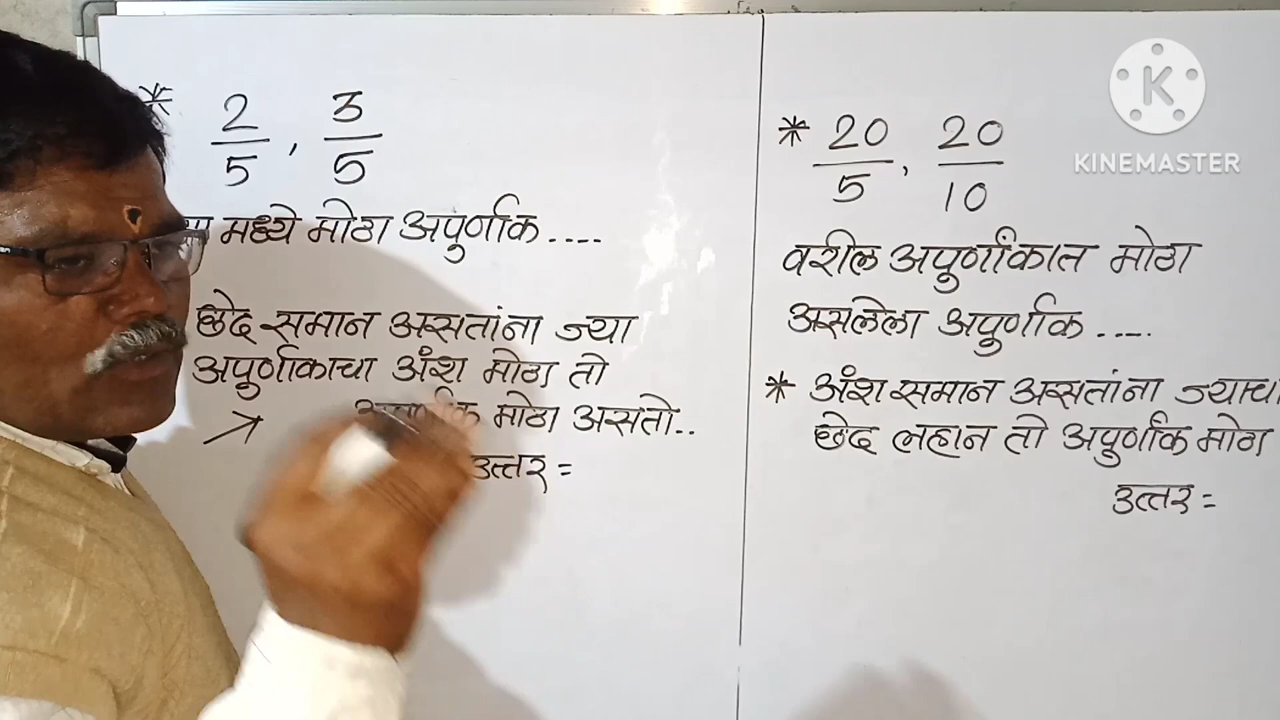 * 2/5 , 3/5
मध्ये मोठा अपुर्णाक....
छेद समान असतांना ज्या
अपुर्णाकाचा अंश मोठा तो
मोठा असतो..
उत्तर =
* 20/5 , 20/10
वरील अपुर्णांकात मोठा
असलेला अपुर्णाक....
* अंश समान असतांना ज्याचा
छेद लहान तो अपुर्णाक मोठा
उत्तर =
K
KINEMASTER